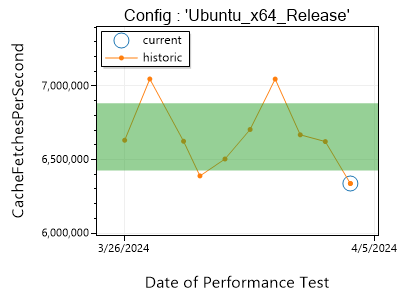 Config : 'Ubuntu_x64_Release'
current
historic
CacheFetchesPerSecond
7,000,000
6,500,000
6,000,000
3/26/2024
4/5/2024
Date of Performance Test